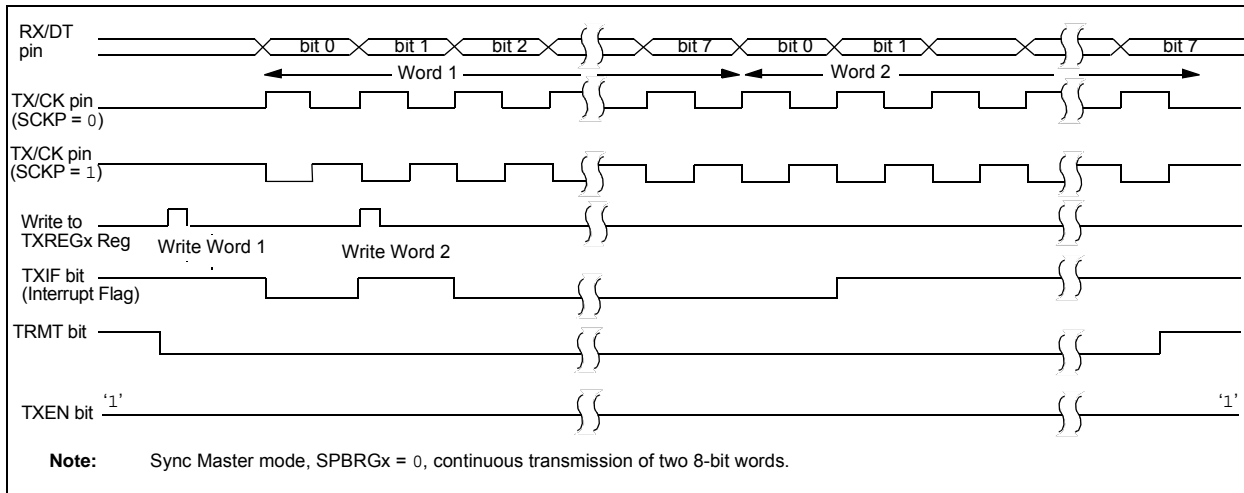 RX/DT
pin
bit 0 bit 1 bit 2 bit 7 bit 0 bit 1 bit 7
Word 1 Word 2
TX/CK pin
(SCKP = 0)
TX/CK pin
(SCKP = 1)
Write to
TXREGx Reg
Write Word 1 Write Word 2
TXIF bit
(Interrupt Flag)
TRMT bit
TXEN bit ‘1’ ‘1’
Note: Sync Master mode, SPBRGx = 0, continuous transmission of two 8-bit words.